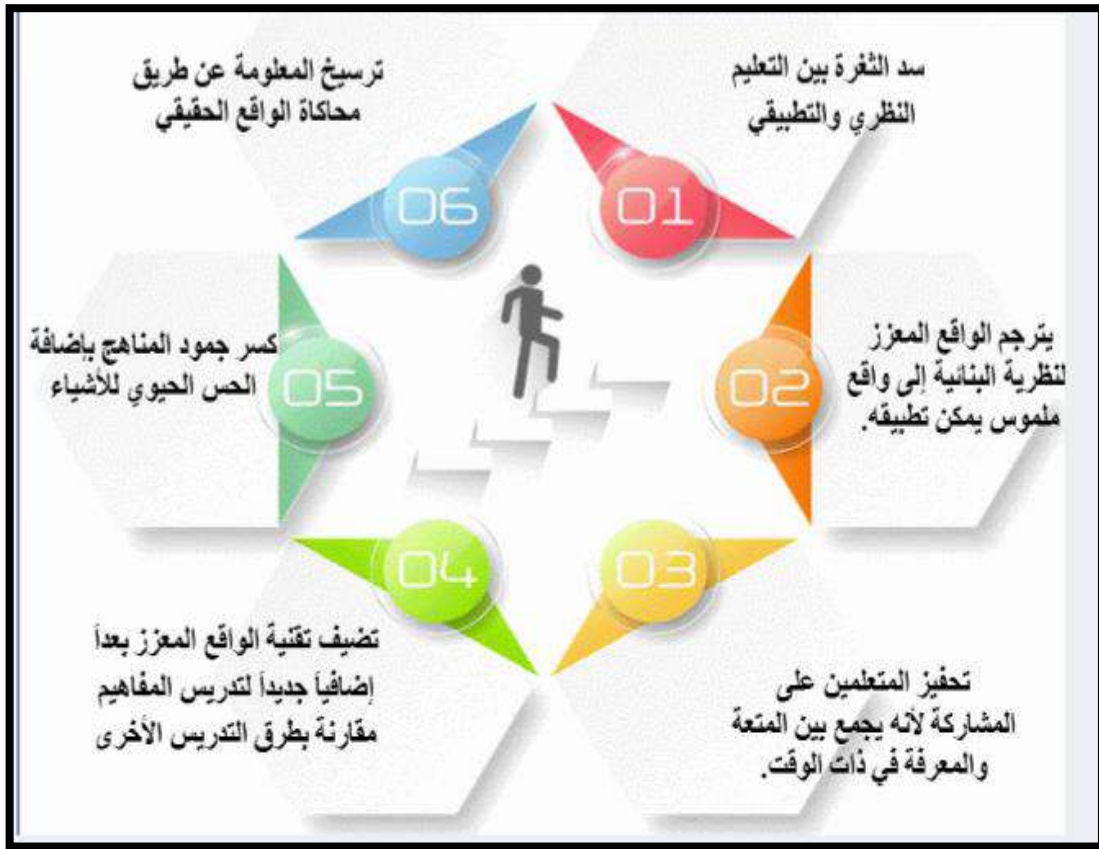 سد الثغرة بين التعليم
النظري والتطبيقي
01
يترجم الواقع المعزز
لنظرية البنائية إلى واقع
ملموس يمكن تطبيقه.
02
تحفيز المتعلمين على
المشاركة لأنه يجمع بين المتعة
والمعرفة في ذات الوقت.
03
تضيف تقنية الواقع المعزز بعداً
إضافياً جديداً لتدريس المفاهيم
مقارنة بطرق التدريس الأخرى
04
كسر جمود المناهج بإضافة
الحس الحيوي للأشياء
05
ترسيخ المعلومة عن طريق
محاكاة الواقع الحقيقي
06